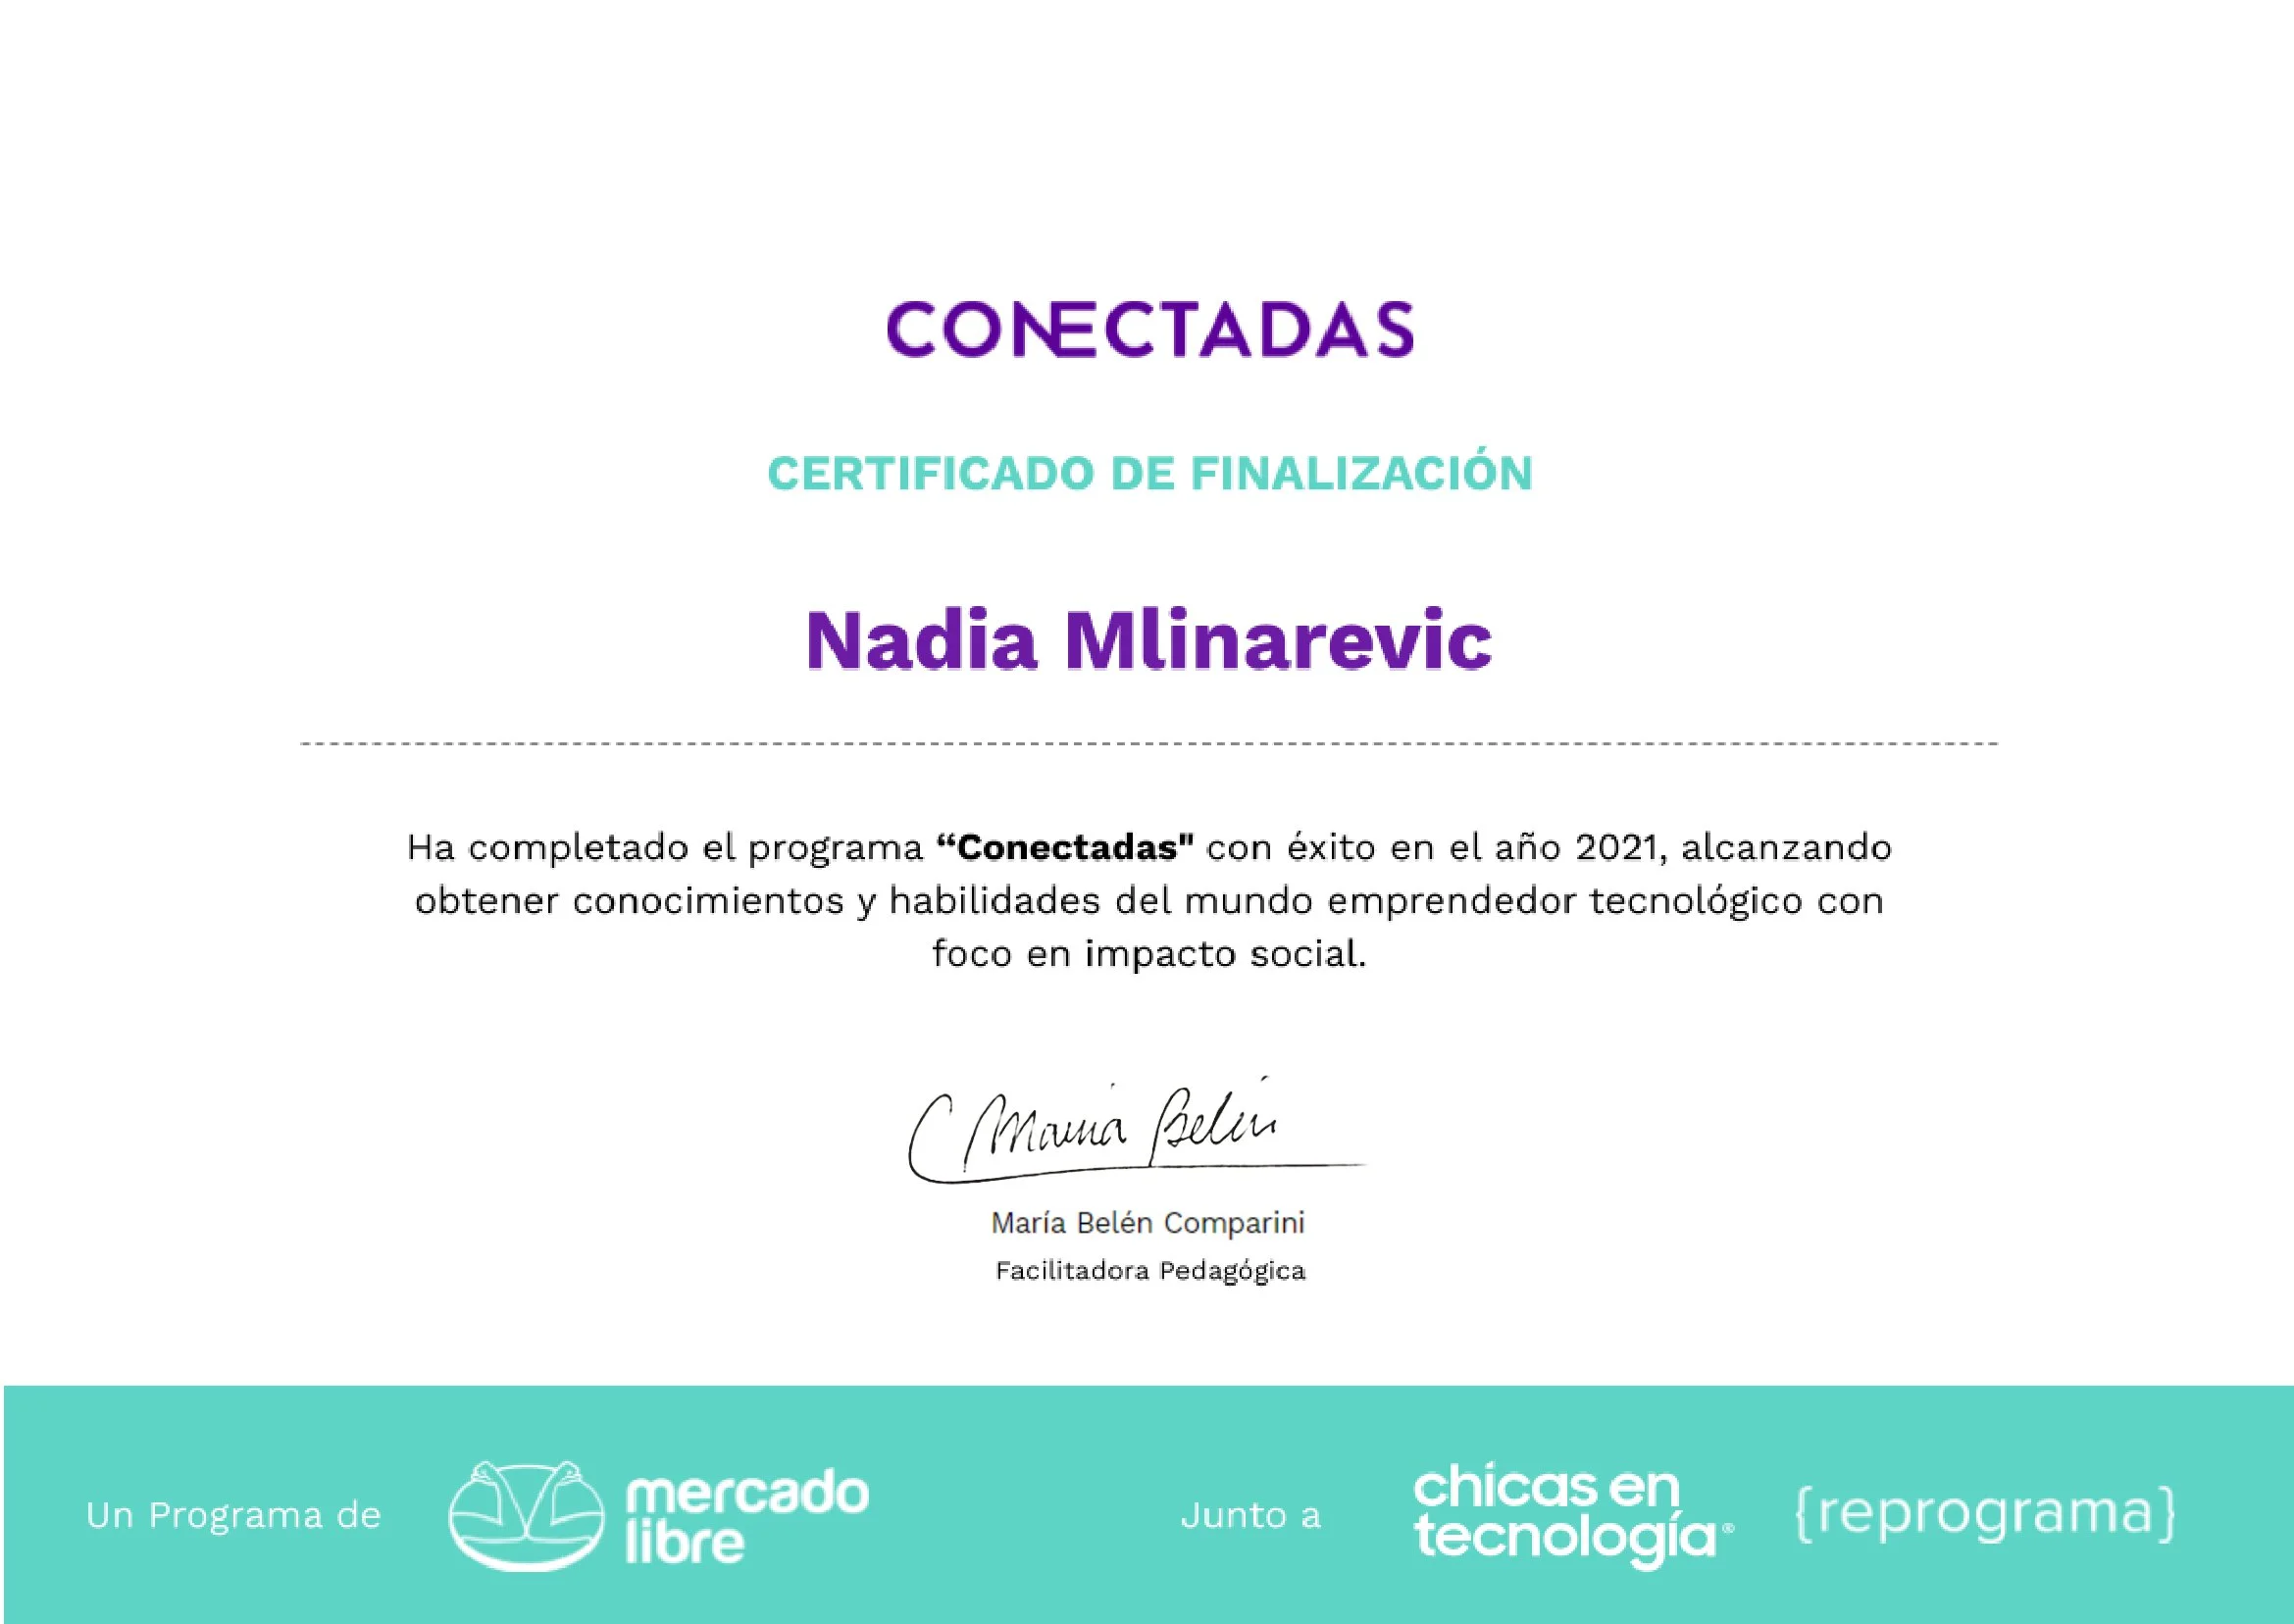 CONECTADAS
CERTIFICADO DE FINALIZACIÓN
Nadia Mlinarevic
Ha completado el programa “Conectadas" con éxito en el año 2021, alcanzando
obtener conocimientos y habilidades del mundo emprendedor tecnológico con
foco en impacto social.
María Belén
María Belén Comparini
Facilitadora Pedagógica
Un Programa de
mercado
libre
Junto a
chicas en
tecnología®
{reprograma}